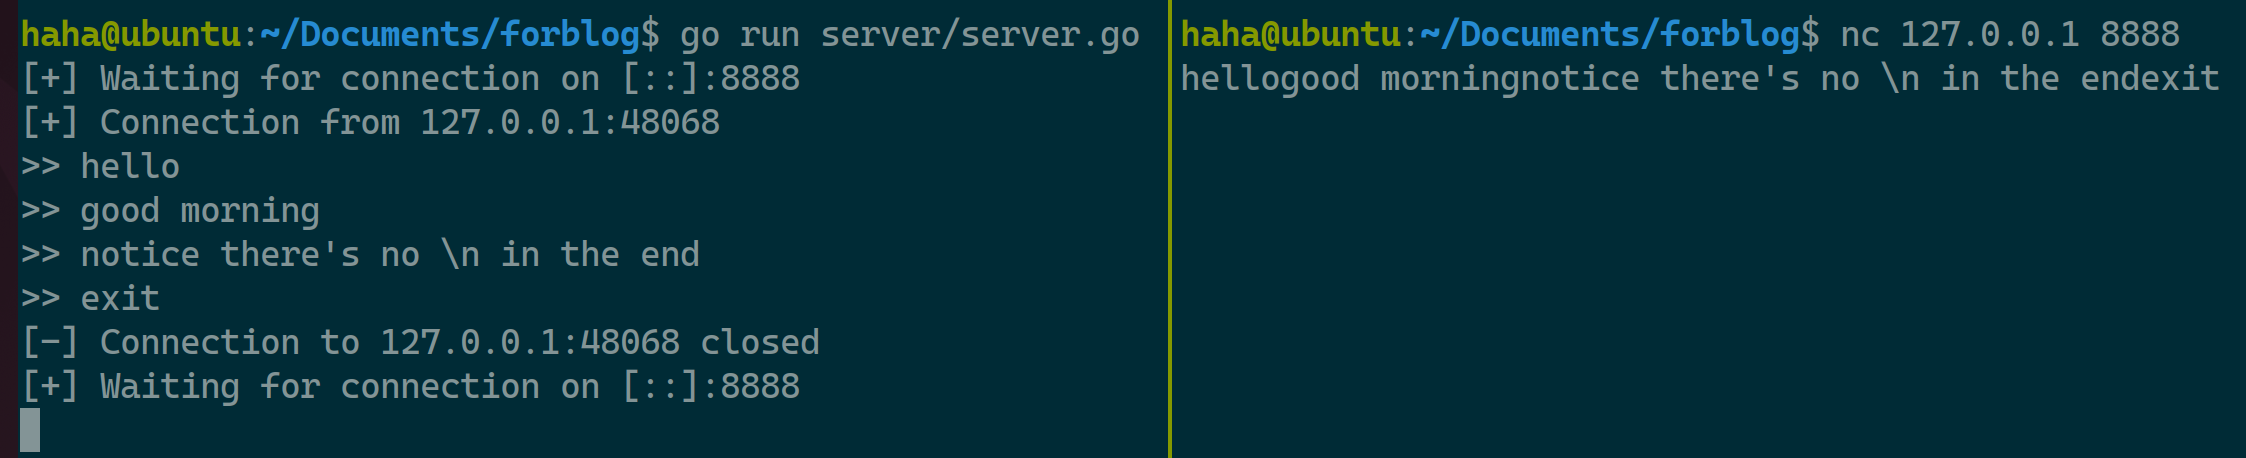 haha@ubuntu:~/Documents/forblog$ go run server/server.go
[+] Waiting for connection on [::]:8888
[+] Connection from 127.0.0.1:48068
>> hello
>> good morning
>> notice there's no \n in the end
>> exit
[-] Connection to 127.0.0.1:48068 closed
[+] Waiting for connection on [::]:8888
haha@ubuntu:~/Documents/forblog$ nc 127.0.0.1 8888
hellogood morningnotice there's no \n in the endexit